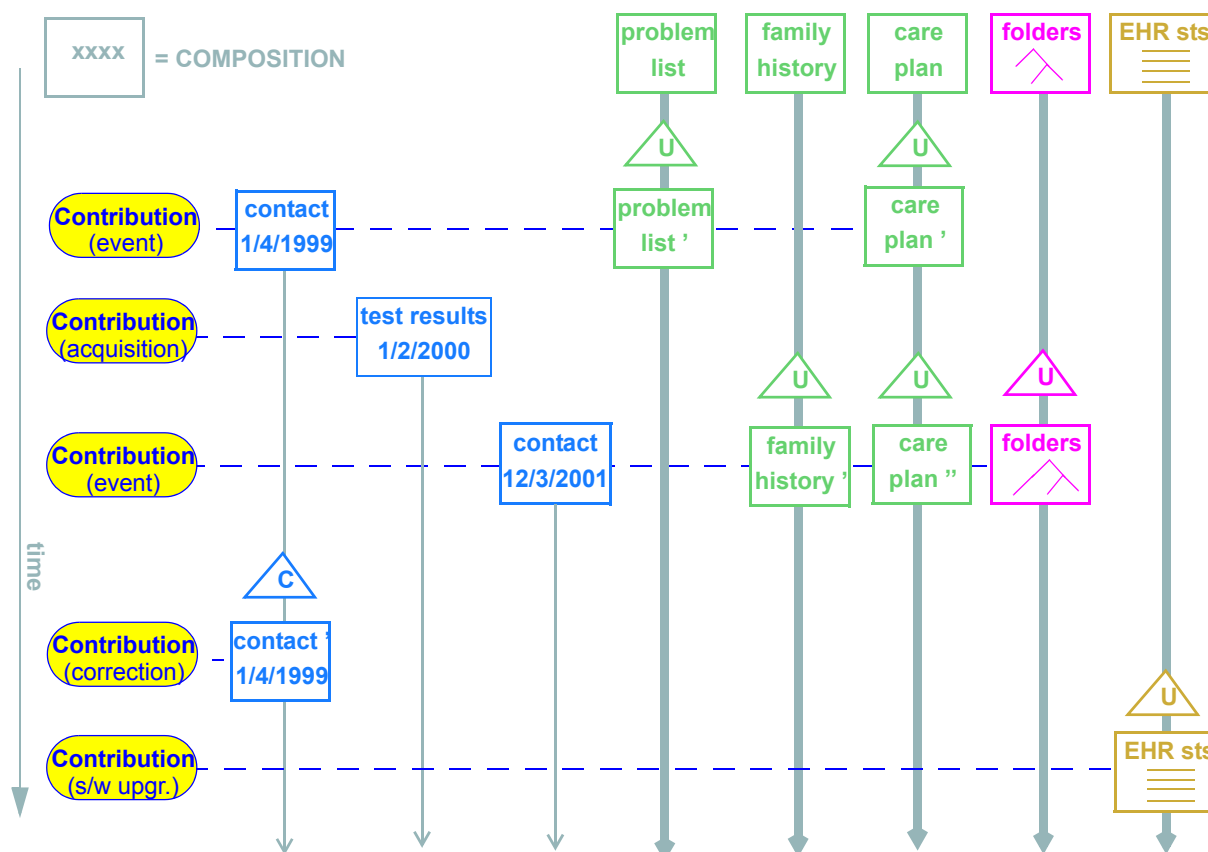 xxxx
= COMPOSITION
problem
list
family
history
care
plan
folders
EHR sts
U
U
Contribution
(event)
contact
1/4/1999
problem
list ’
care
plan ’
Contribution
(acquisition)
test results
1/2/2000
U
U
U
Contribution
(event)
contact
12/3/2001
family
history ’
care
plan ”
folders
time
C
Contribution
(correction)
contact ’
1/4/1999
U
Contribution
(s/w upgr.)
EHR sts